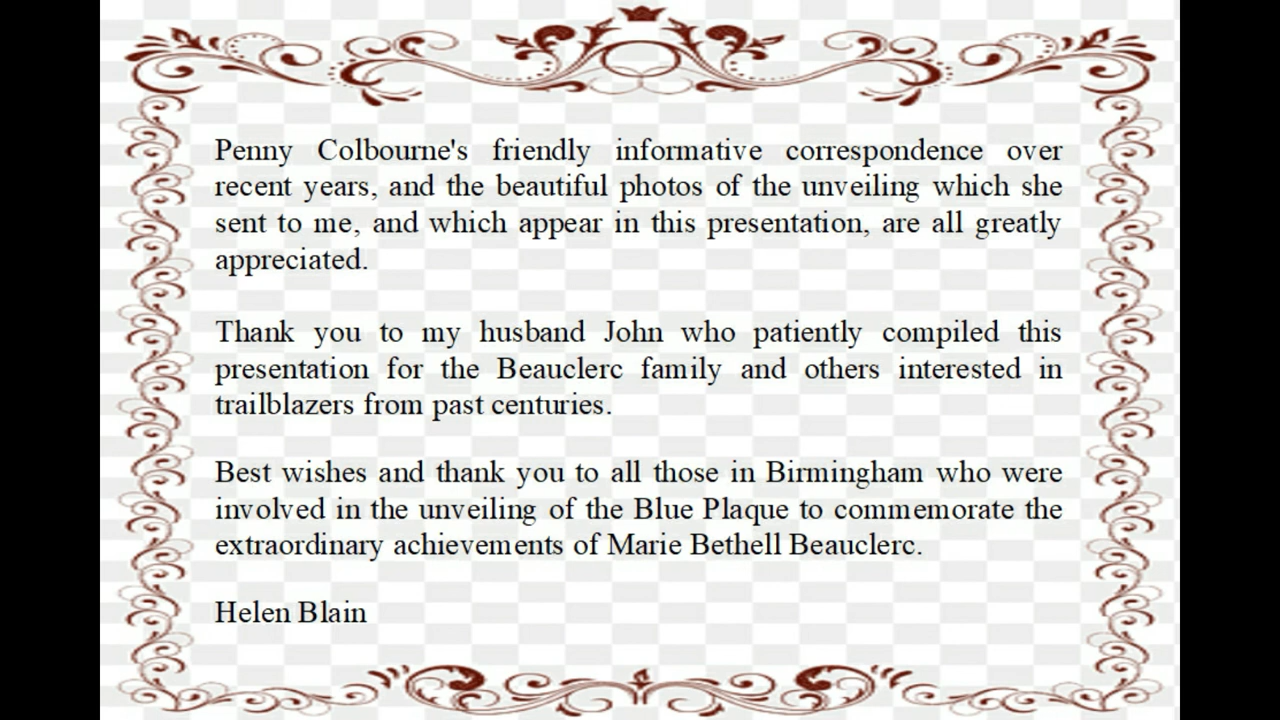 Penny Colbourne's friendly informative correspondence over
recent years, and the beautiful photos of the unveiling which she
sent to me, and which appear in this presentation, are all greatly
appreciated.
Thank you to my husband John who patiently compiled this
presentation for the Beauclerc family and others interested in
trailblazers from past centuries.
Best wishes and thank you to all those in Birmingham who were
involved in the unveiling of the Blue Plaque to commemorate the
extraordinary achievements of Marie Bethell Beauclerc.
Helen Blain